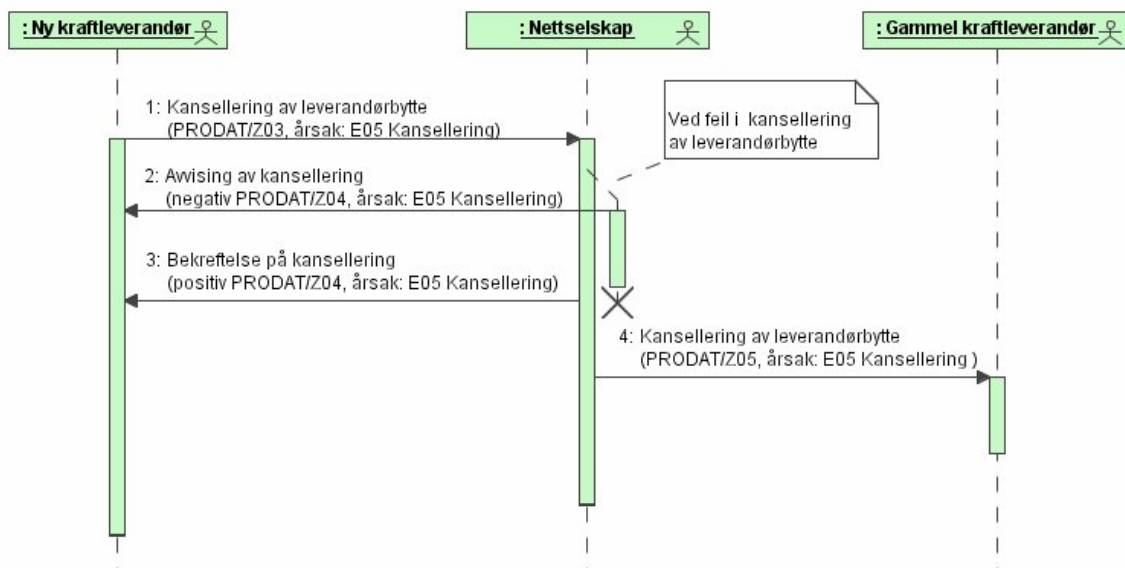 : Ny kraftleverandør
: Nettselskap
: Gammel kraftleverandør
1: Kansellering av leverandørbytte
(PRODAT/Z03, årsak: E05 Kansellering)
Ved feil i kansellering
av leverandørbytte
2: Avvising av kansellering
(negativ PRODAT/Z04, årsak: E05 Kansellering)
3: Bekreftelse på kansellering
(positiv PRODAT/Z04, årsak: E05 Kansellering)
4: Kansellering av leverandørbytte
(PRODAT/Z05, årsak: E05 Kansellering )